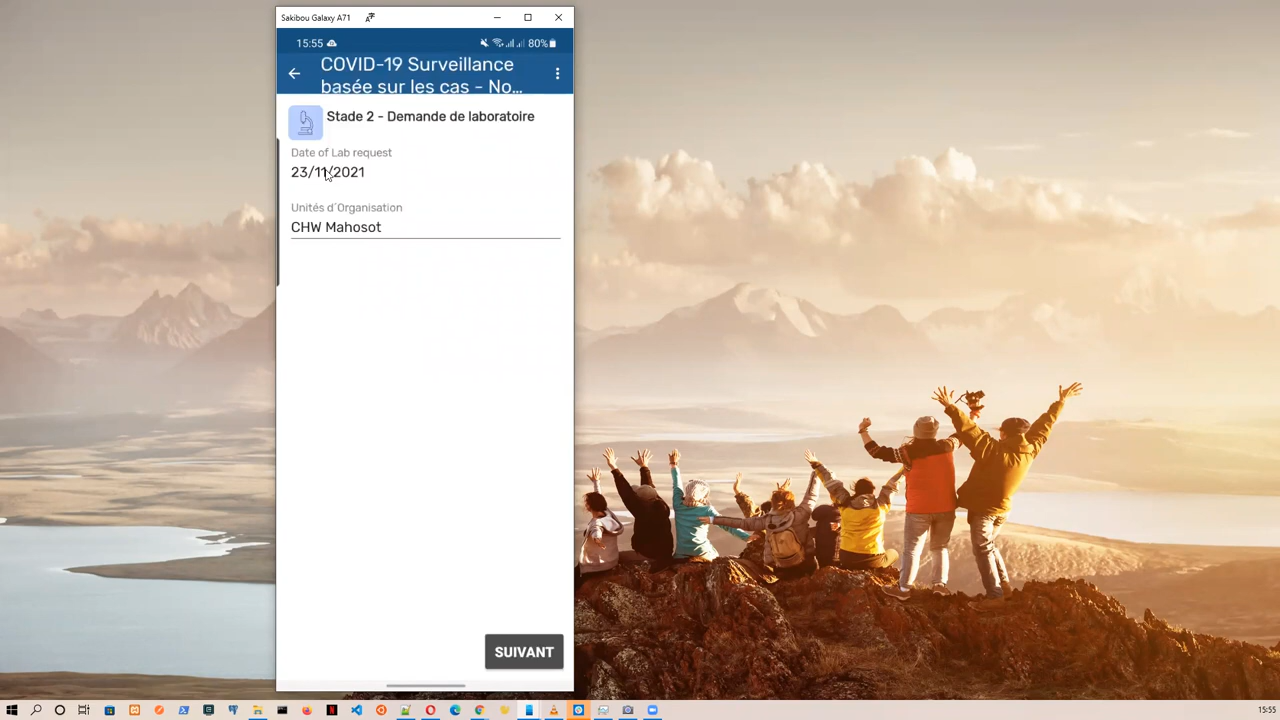 Sakibou Galaxy A71
15:55
80%
COVID-19 Surveillance
basée sur les cas - No...
Stade 2 - Demande de laboratoire
Date of Lab request
23/11/2021
Unités d´Organisation
CHW Mahosot
SUIVANT
15:55